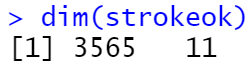 > dim(strokeok)
[1] 3565   11